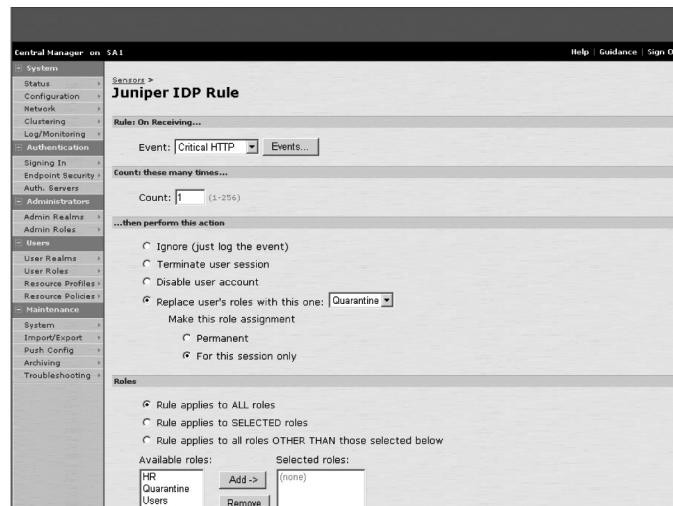 Central Manager on SA1
Help | Guidance | Sign O
System
Status
Configuration
Network
Clustering
Log/Monitoring
Authentication
Signing In
Endpoint Security
Auth. Servers
Administrators
Admin Realms
Admin Roles
Users
User Realms
User Roles
Resource Profiles
Resource Policies
Maintenance
System
Import/Export
Push Config
Archiving
Troubleshooting
Sensors >
Juniper IDP Rule
Rule: On Receiving...
Event: Critical HTTP Events...
Count: these many times...
Count: 1 (1-256)
...then perform this action
Ignore (just log the event)
Terminate user session
Disable user account
Replace user's roles with this one: Quarantine
Make this role assignment
Permanent
For this session only
Roles
Rule applies to ALL roles
Rule applies to SELECTED roles
Rule applies to all roles OTHER THAN those selected below
Available roles: Selected roles:
HR Add -> (none)
Quarantine
Users Remove